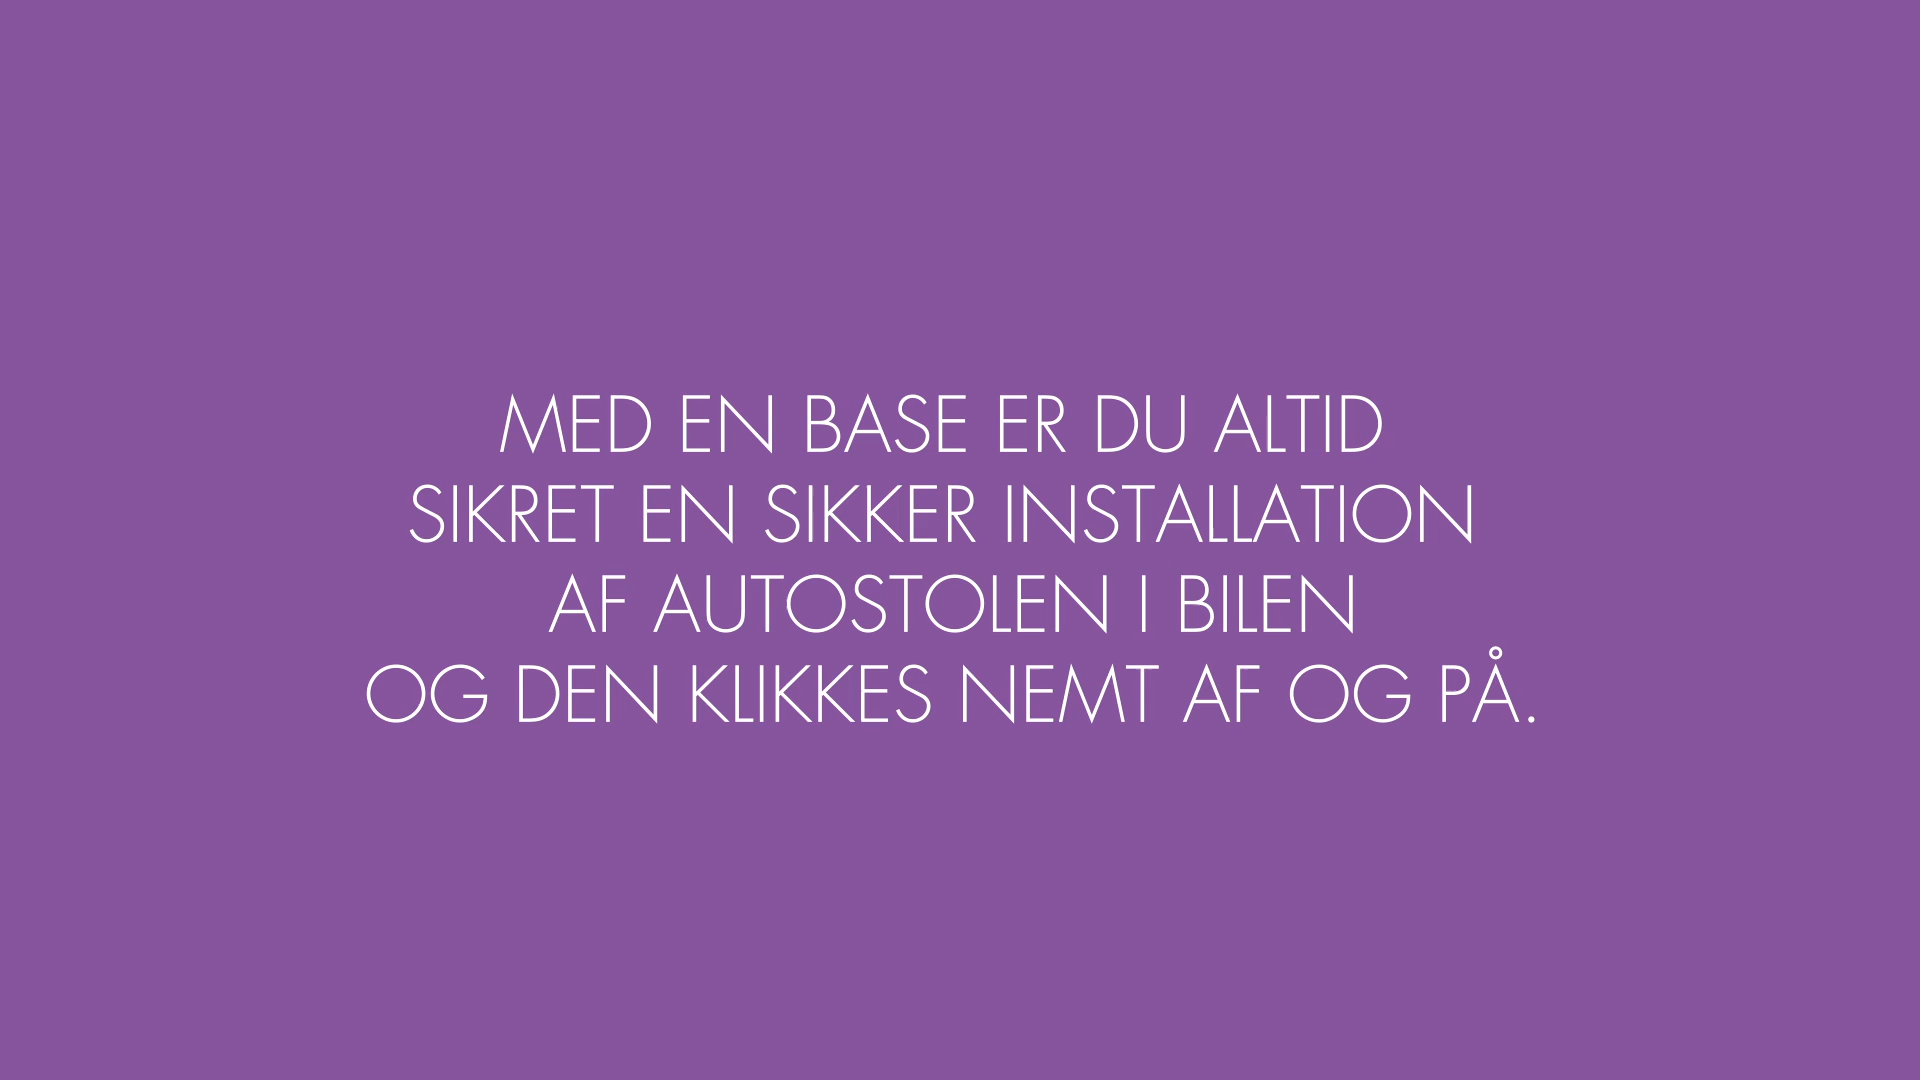 MED EN BASE ER DU ALTID
SIKRET EN SIKKER INSTALLATION
AF AUTOSTOLEN I BILEN
OG DEN KLIKKES NEMT AF OG PÅ.